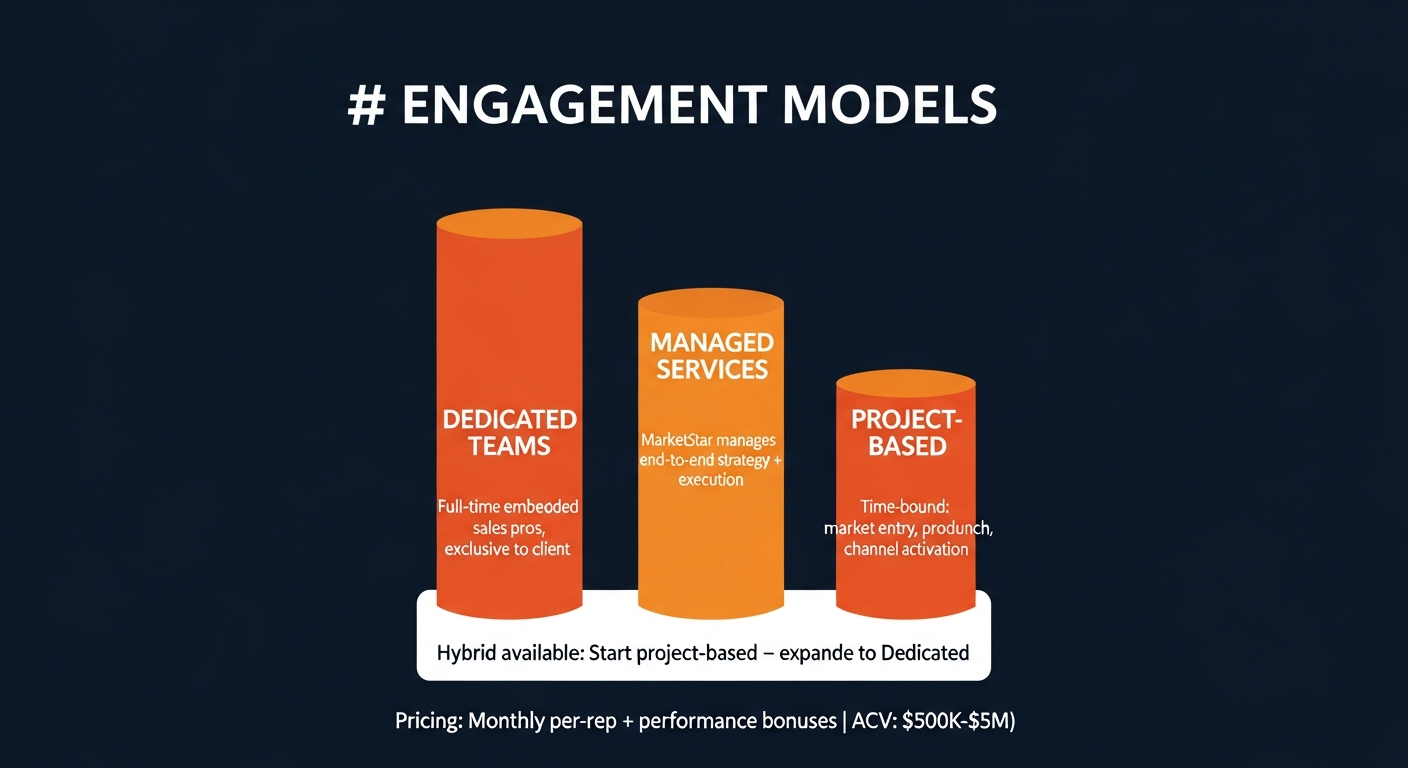 # ENGAGEMENT MODELS
DEDICATED
TEAMS
Full-time embeoded
sales pros,
exclusive to client
MANAGED
SERVICES
MarketStar manages
end-to-end strategy +
execution
PROJECT-
BASED
Time-bound:
market entry, produnch,
channel activation
Hybrid available: Start project-based – expande to Dedicated
Pricing: Monthly per-rep + performance bonuses | ACV: $500K-$5M)